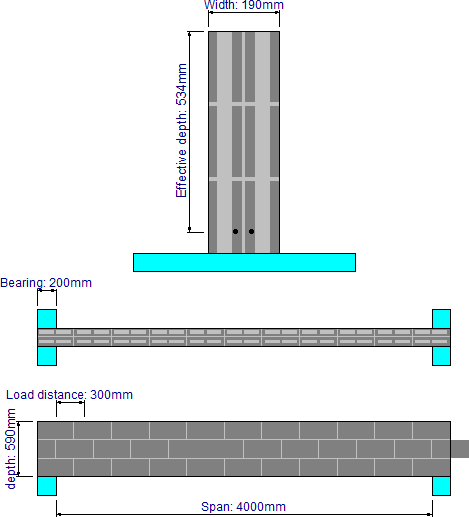 Width: 190mm
Effective depth: 534mm
Bearing: 200mm
Load distance: 300mm
depth: 590mm
Span: 4000mm